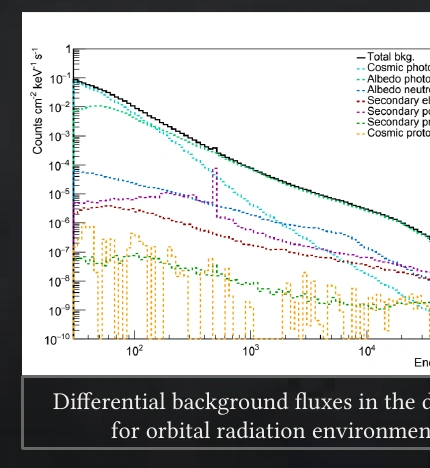 Counts cm⁻² keV⁻¹ s⁻¹
1
10⁻¹
10⁻²
10⁻³
10⁻⁴
10⁻⁵
10⁻⁶
10⁻⁷
10⁻⁸
10⁻⁹
10⁻¹⁰
Total bkg.
Cosmic photo
Albedo photo
Albedo neutro
Secondary el
Secondary po
Secondary pr
Cosmic proto
10² 10³ 10⁴
En
Differential background fluxes in the d
for orbital radiation environmen